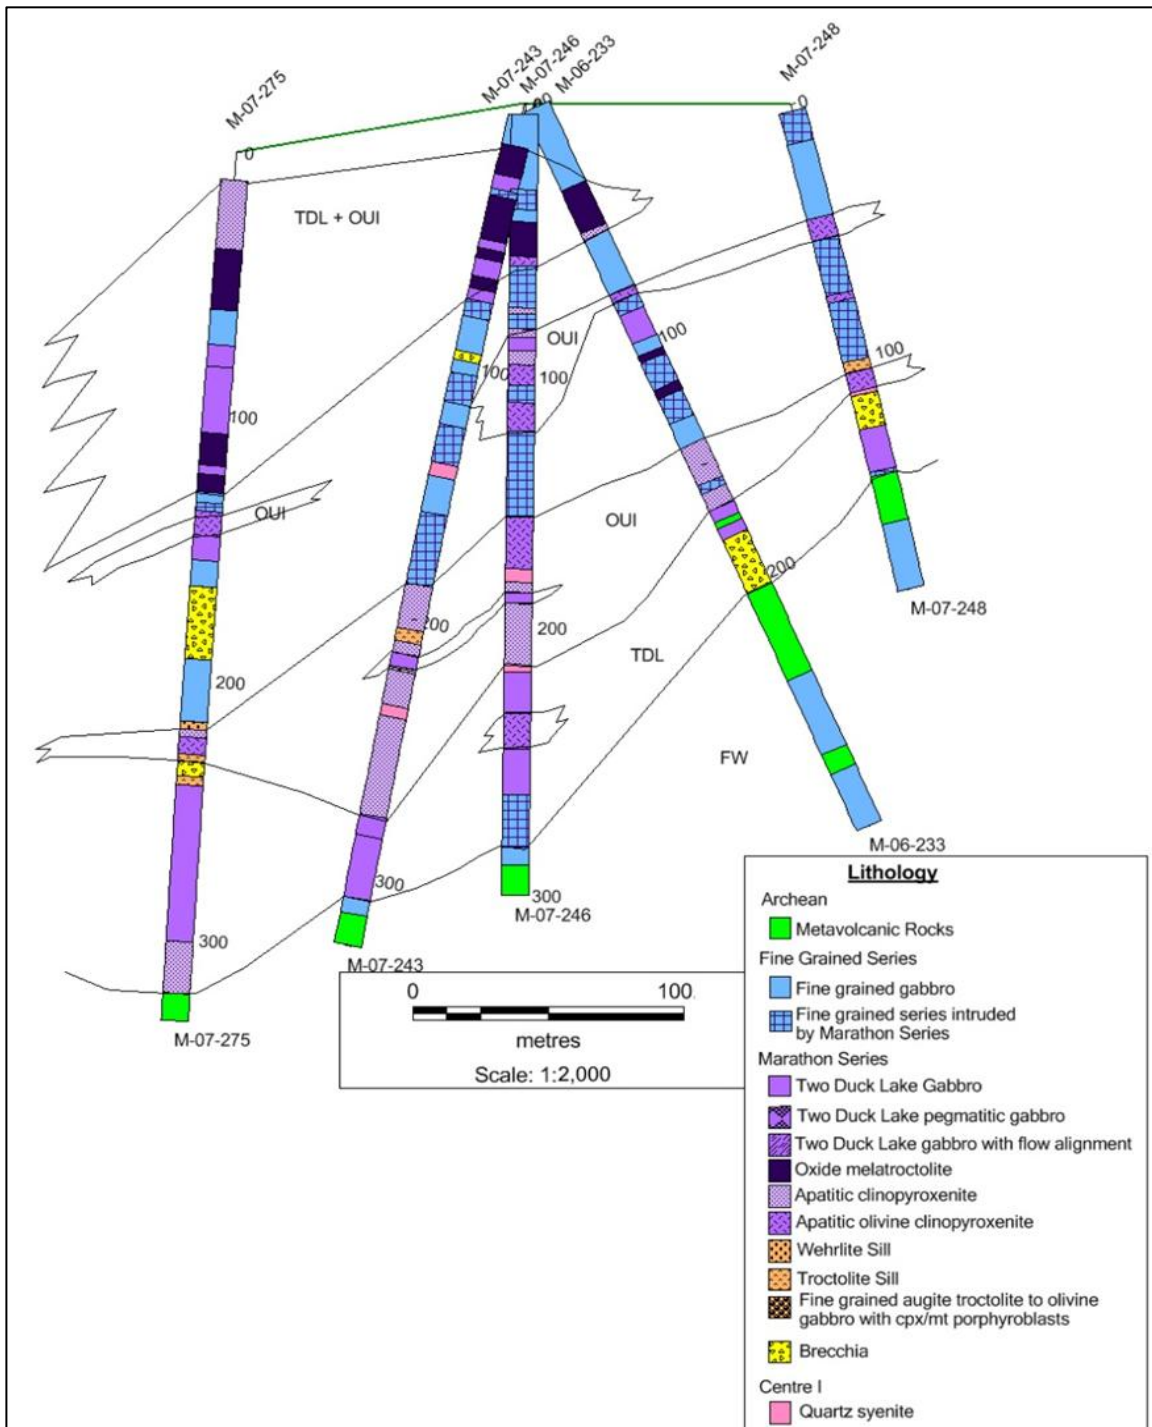 M-07-275
M-07-243
M-07-246
M-06-233
M-07-248
0
0
0
TDL + OUI
100
100
100
100
100
OUI
OUI
OUI
200
200
200
200
TDL
FW
300
300
300
M-07-248
M-06-233
M-07-246
M-07-243
M-07-275
0 100
metres
Scale: 1:2,000
Lithology
Archean
Metavolcanic Rocks
Fine Grained Series
Fine grained gabbro
Fine grained series intruded
by Marathon Series
Marathon Series
Two Duck Lake Gabbro
Two Duck Lake pegmatitic gabbro
Two Duck Lake gabbro with flow alignment
Oxide melatroctolite
Apatitic clinopyroxenite
Apatitic olivine clinopyroxenite
Wehrlite Sill
Troctolite Sill
Fine grained augite troctolite to olivine
gabbro with cpx/mt porphyroblasts
Brecchia
Centre I
Quartz syenite